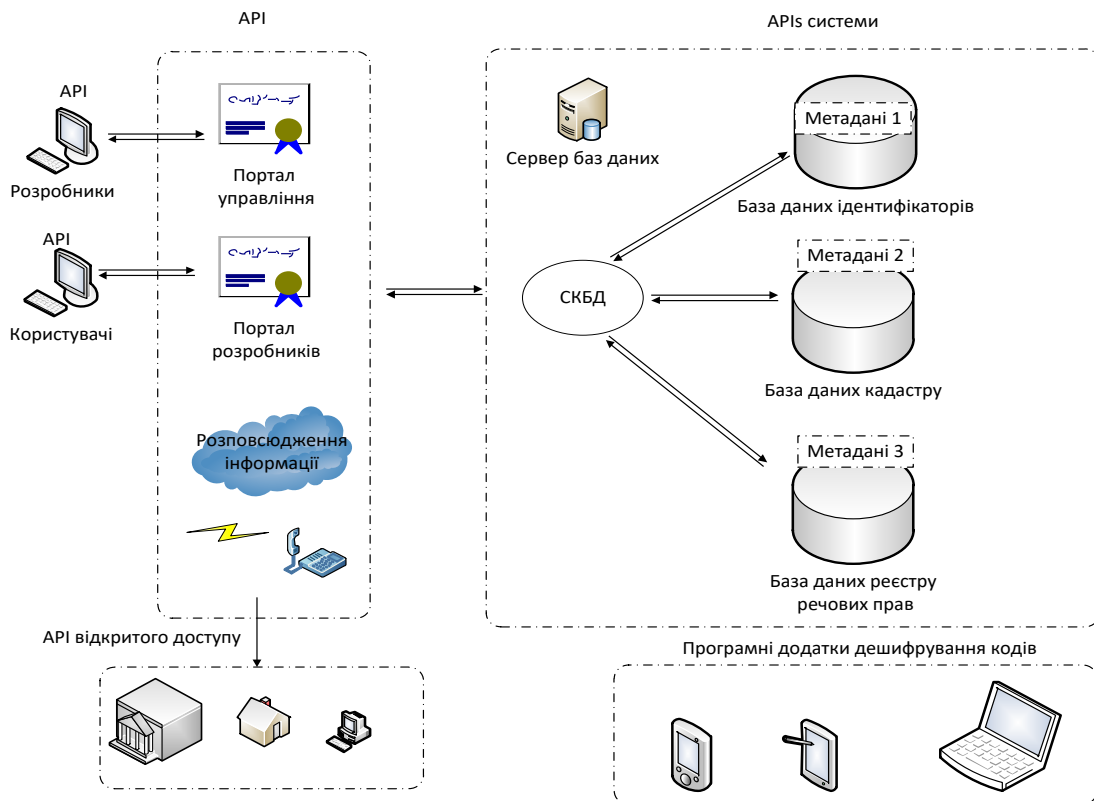 API
APIs системи
API
Розробники
Портал
управління
API
Користувачі
Портал
розробників
Розповсюдження
інформації
Сервер баз даних
СКБД
Метадані 1
База даних ідентифікаторів
Метадані 2
База даних кадастру
Метадані 3
База даних реєстру
речових прав
API відкритого доступу
Програмні додатки дешифрування кодів